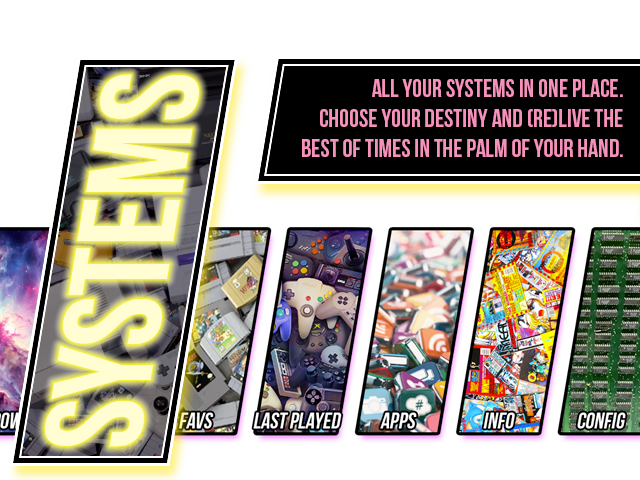 SYSTEMS
ALL YOUR SYSTEMS IN ONE PLACE.
CHOOSE YOUR DESTINY AND (RE)LIVE THE
BEST OF TIMES IN THE PALM OF YOUR HAND.
FAVS
LAST PLAYED
APPS
INFO
CONFIG